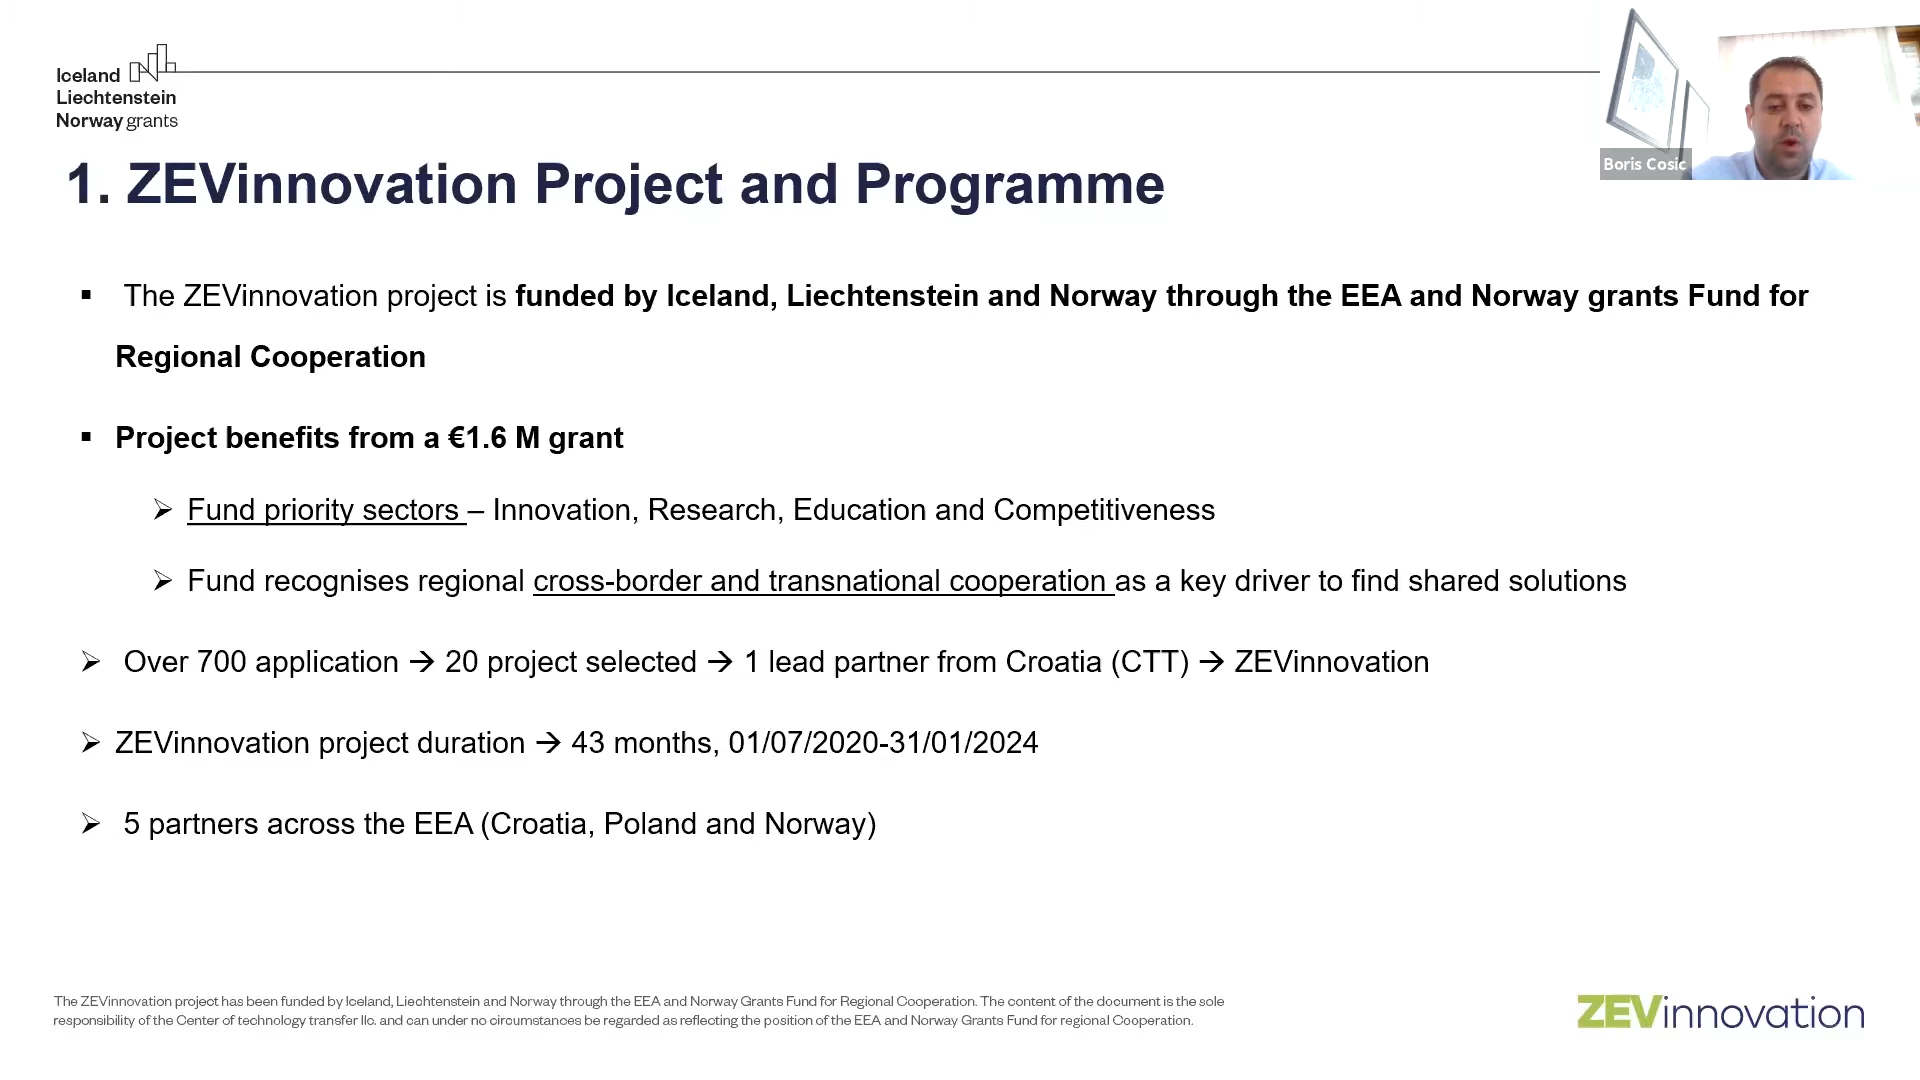 Iceland
Liechtenstein
Norway grants
Boris Cosic
1. ZEVinnovation Project and Programme
▪ The ZEVinnovation project is funded by Iceland, Liechtenstein and Norway through the EEA and Norway grants Fund for
Regional Cooperation
▪ Project benefits from a €1.6 M grant
➢ Fund priority sectors – Innovation, Research, Education and Competitiveness
➢ Fund recognises regional cross-border and transnational cooperation as a key driver to find shared solutions
➢ Over 700 application → 20 project selected → 1 lead partner from Croatia (CTT) → ZEVinnovation
➢ ZEVinnovation project duration → 43 months, 01/07/2020-31/01/2024
➢ 5 partners across the EEA (Croatia, Poland and Norway)
The ZEVinnovation project has been funded by Iceland, Liechtenstein and Norway through the EEA and Norway Grants Fund for Regional Cooperation. The content of the document is the sole
responsibility of the Center of technology transfer llc. and can under no circumstances be regarded as reflecting the position of the EEA and Norway Grants Fund for regional Cooperation.
ZEVinnovation